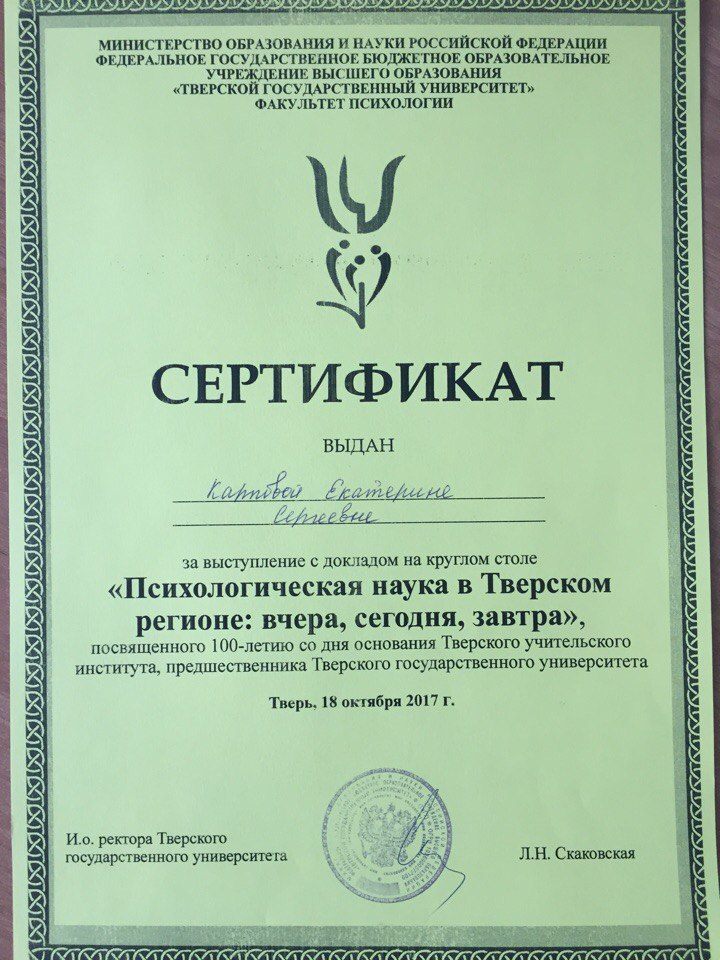 МИНИСТЕРСТВО ОБРАЗОВАНИЯ И НАУКИ РОССИЙСКОЙ ФЕДЕРАЦИИ
ФЕДЕРАЛЬНОЕ ГОСУДАРСТВЕННОЕ БЮДЖЕТНОЕ ОБРАЗОВАТЕЛЬНОЕ
УЧРЕЖДЕНИЕ ВЫСШЕГО ОБРАЗОВАНИЯ
«ТВЕРСКОЙ ГОСУДАРСТВЕННЫЙ УНИВЕРСИТЕТ»
ФАКУЛЬТЕТ ПСИХОЛОГИИ
СЕРТИФИКАТ
ВЫДАН
Карповой Екатерине
Сергеевне
за выступление с докладом на круглом столе
«Психологическая наука в Тверском
регионе: вчера, сегодня, завтра»,
посвященного 100-летию со дня основания Тверского учительского
института, предшественника Тверского государственного университета
Тверь, 18 октября 2017 г.
И.о. ректора Тверского
государственного университета
Л.Н. Скаковская